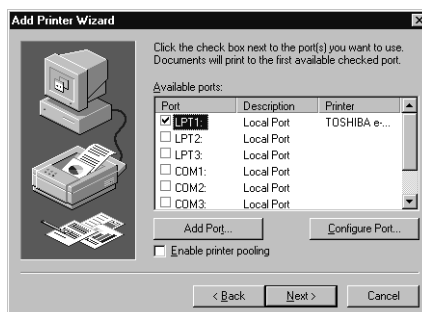 Add Printer Wizard
Click the check box next to the port(s) you want to use.
Documents will print to the first available checked port.
Available ports:
Port Description Printer
LPT1: Local Port TOSHIBA e-...
LPT2: Local Port
LPT3: Local Port
COM1: Local Port
COM2: Local Port
COM3: Local Port
Add Port... Configure Port...
Enable printer pooling
< Back Next > Cancel